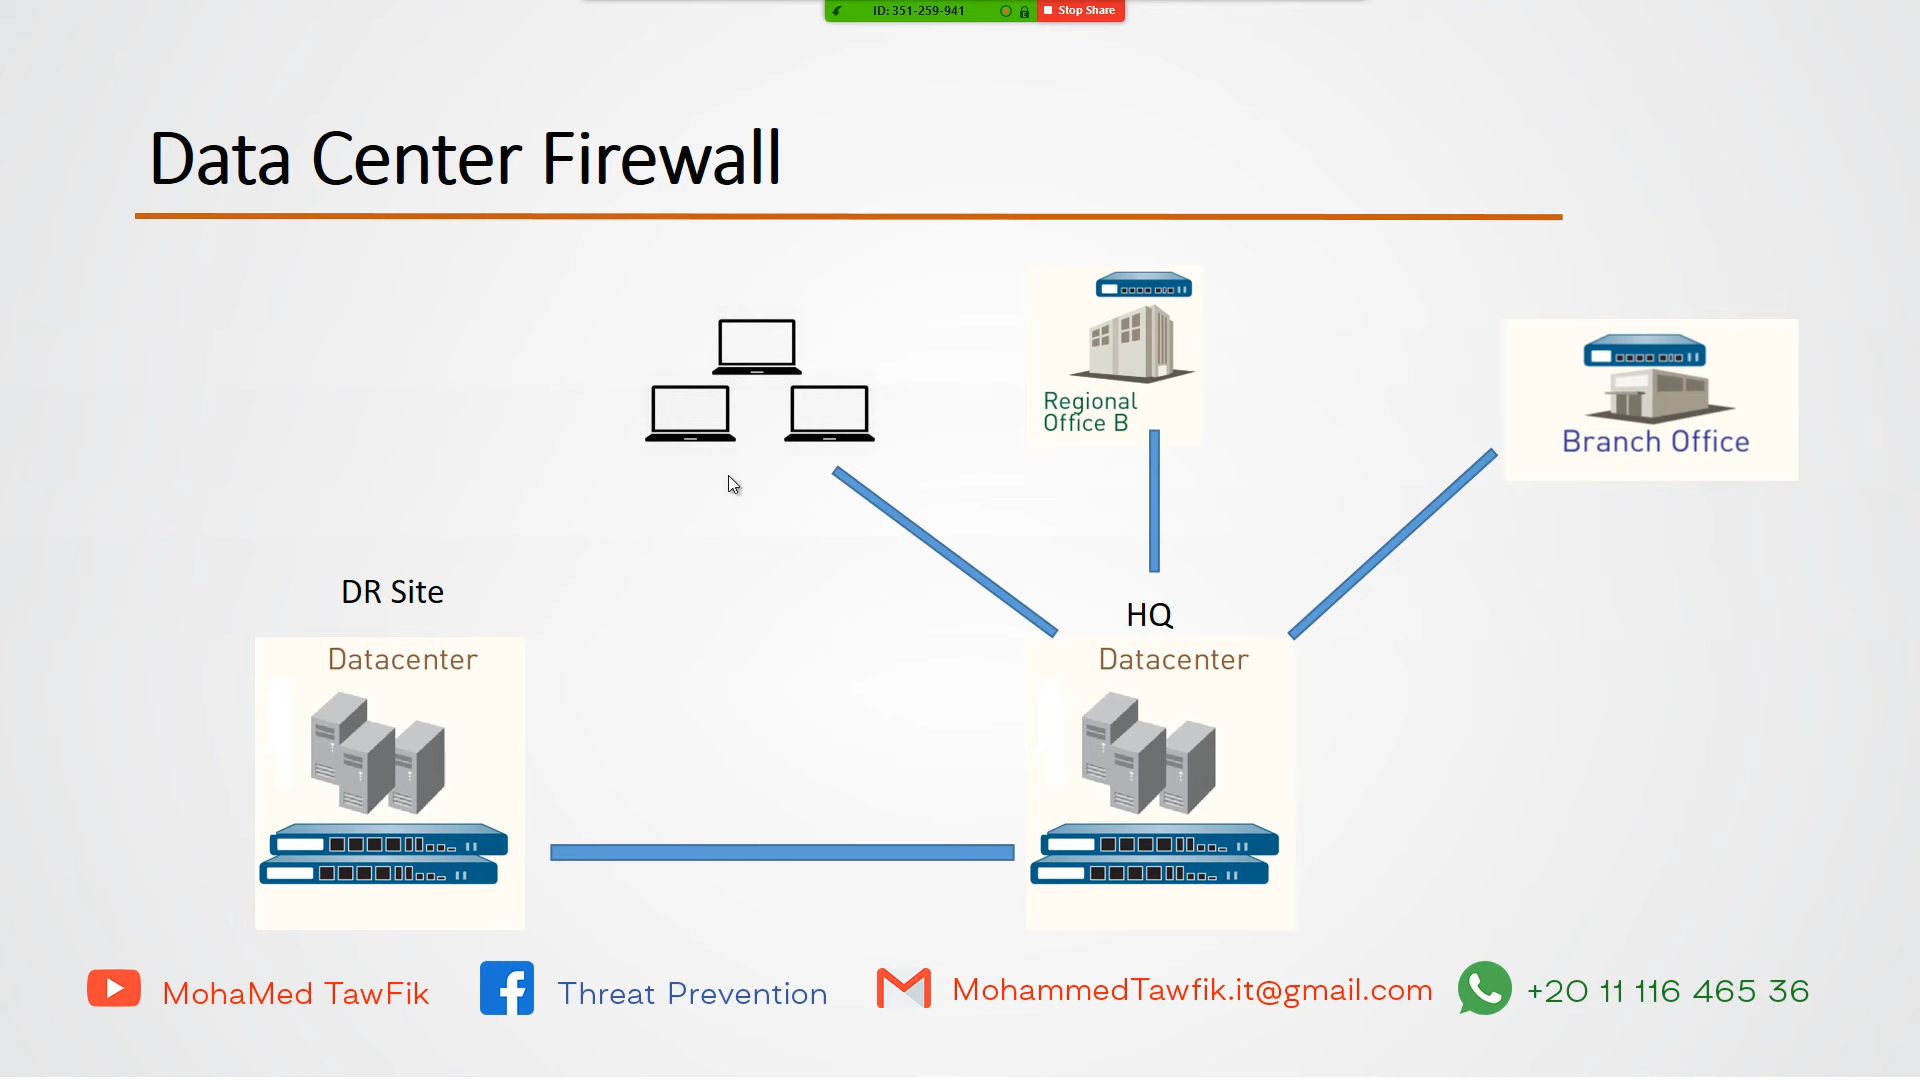 ID: 351-259-941
Stop Share
Data Center Firewall
Regional
Office B
Branch Office
DR Site
HQ
Datacenter
Datacenter
MohaMed TawFik
Threat Prevention
MohammedTawfik.it@gmail.com
+20 11 116 465 36